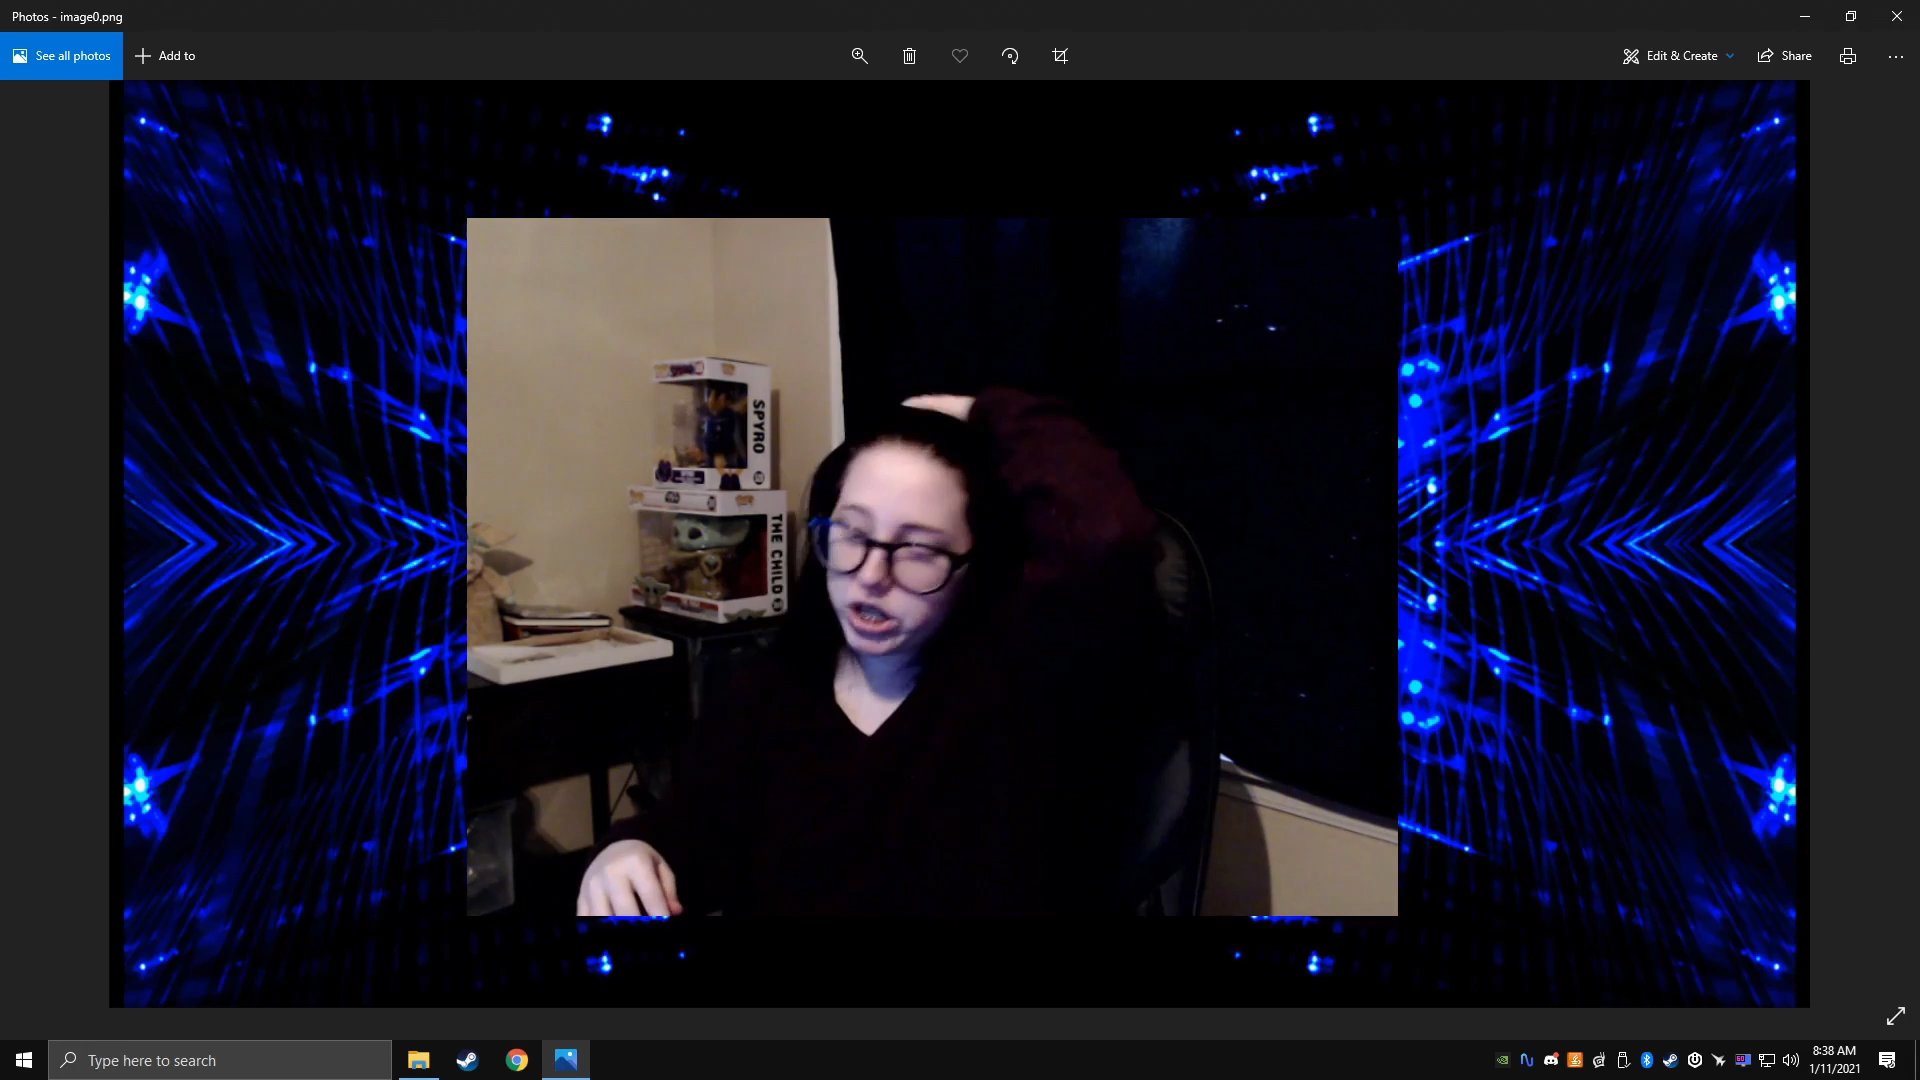 Photos - image0.png
See all photos
Add to
Edit & Create
Share
SPYRO
THE CHILD
Type here to search
8:38 AM
1/11/2021